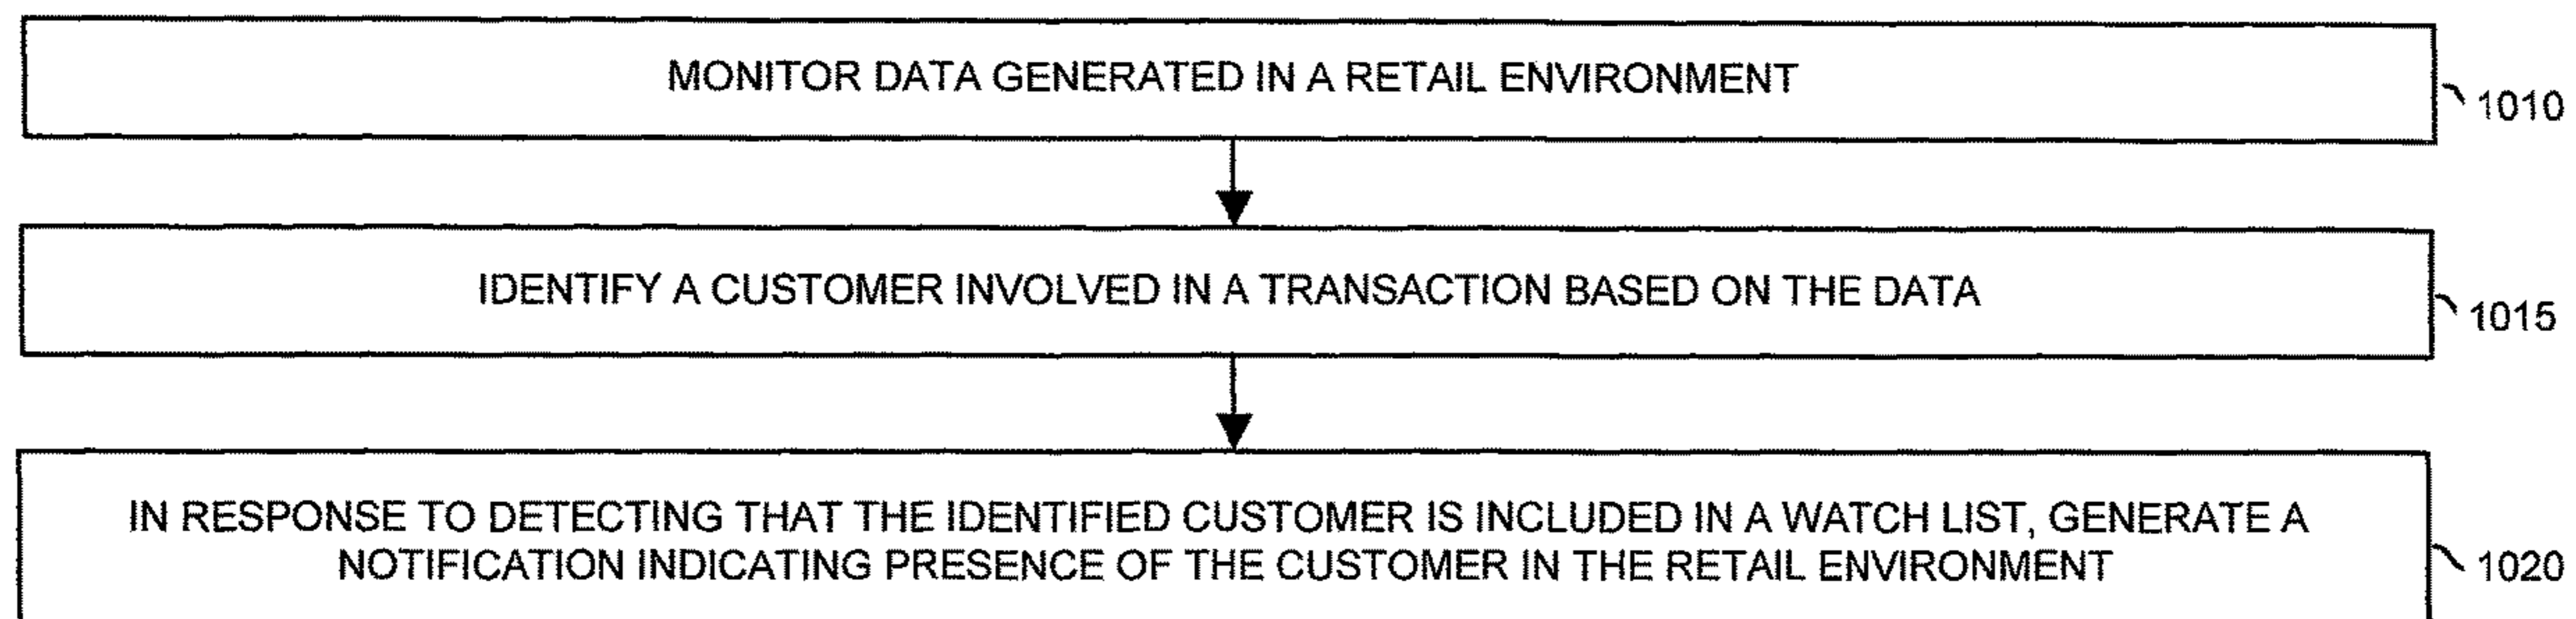 MONITOR DATA GENERATED IN A RETAIL ENVIRONMENT
1010
IDENTIFY A CUSTOMER INVOLVED IN A TRANSACTION BASED ON THE DATA
1015
IN RESPONSE TO DETECTING THAT THE IDENTIFIED CUSTOMER IS INCLUDED IN A WATCH LIST, GENERATE A
NOTIFICATION INDICATING PRESENCE OF THE CUSTOMER IN THE RETAIL ENVIRONMENT
1020